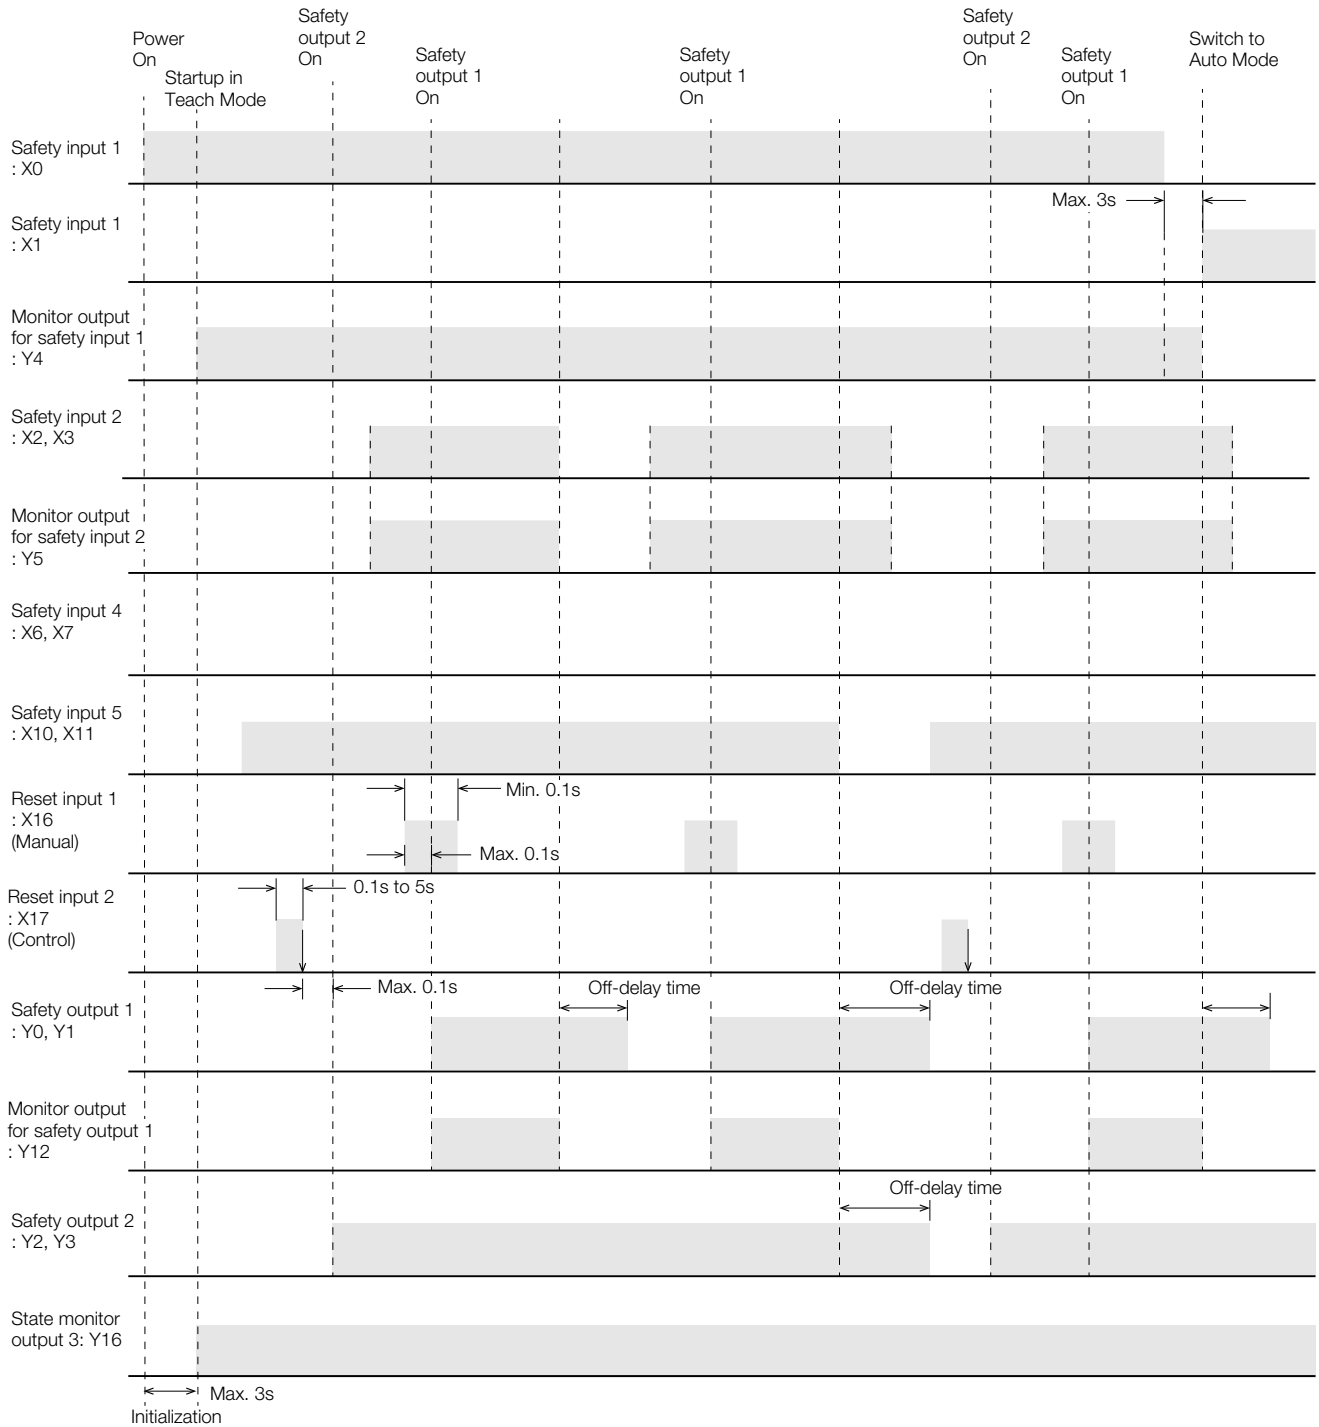 Power
On
Startup in
Teach Mode
Safety
output 2
On
Safety
output 1
On
Safety
output 1
On
Safety
output 2
On
Safety
output 1
On
Switch to
Auto Mode
Safety input 1
: X0
Max. 3s
Safety input 1
: X1
Monitor output
for safety input 1
: Y4
Safety input 2
: X2, X3
Monitor output
for safety input 2
: Y5
Safety input 4
: X6, X7
Safety input 5
: X10, X11
Reset input 1
: X16
(Manual)
Min. 0.1s
Max. 0.1s
Reset input 2
: X17
(Control)
0.1s to 5s
Max. 0.1s
Off-delay time
Off-delay time
Safety output 1
: Y0, Y1
Monitor output
for safety output 1
: Y12
Off-delay time
Safety output 2
: Y2, Y3
State monitor
output 3: Y16
Max. 3s
Initialization